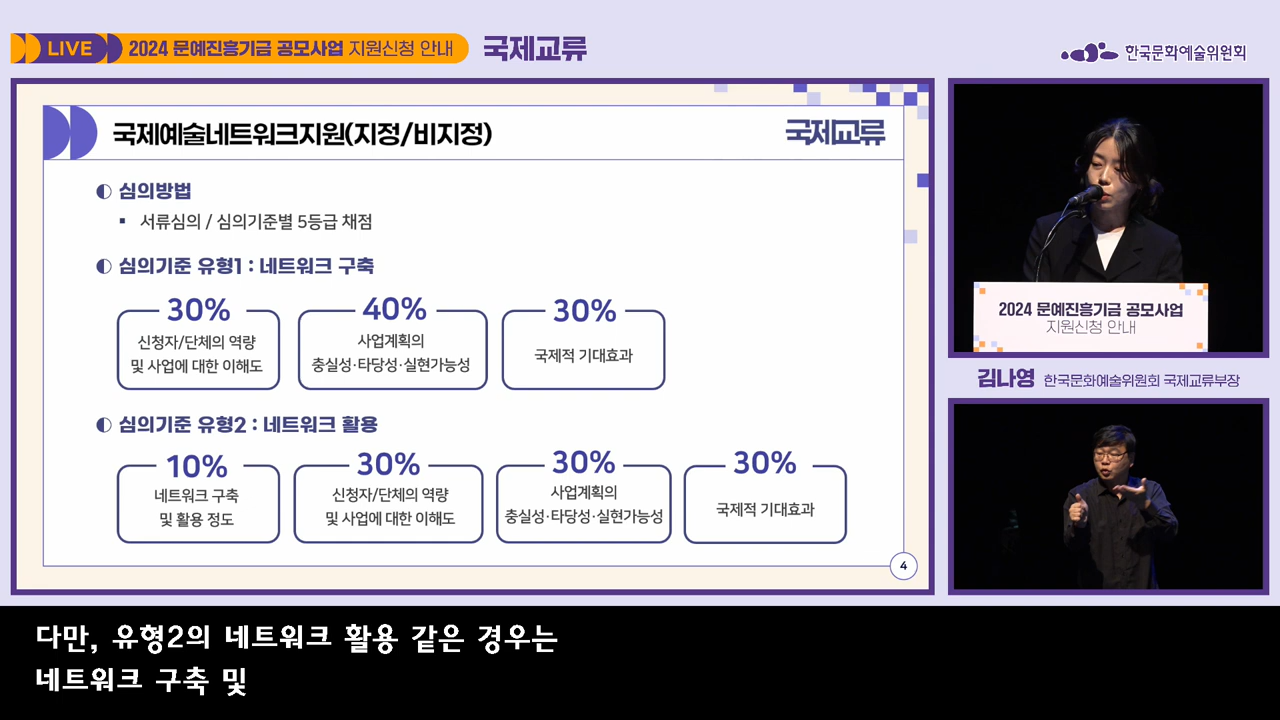 LIVE 2024 문예진흥기금 공모사업 지원신청 안내 국제교류
한국문화예술위원회
국제예술네트워크지원(지정/비지정)
국제교류
심의방법
서류심의 / 심의기준별 5등급 채점
심의기준 유형1 : 네트워크 구축
30%
신청자/단체의 역량
및 사업에 대한 이해도
40%
사업계획의
충실성·타당성·실현가능성
30%
국제적 기대효과
심의기준 유형2 : 네트워크 활용
10%
네트워크 구축
및 활용 정도
30%
신청자/단체의 역량
및 사업에 대한 이해도
30%
사업계획의
충실성·타당성·실현가능성
30%
국제적 기대효과
4
2024 문예진흥기금 공모사업
지원신청 안내
김나영 한국문화예술위원회 국제교류부장
다만, 유형2의 네트워크 활용 같은 경우는
네트워크 구축 및